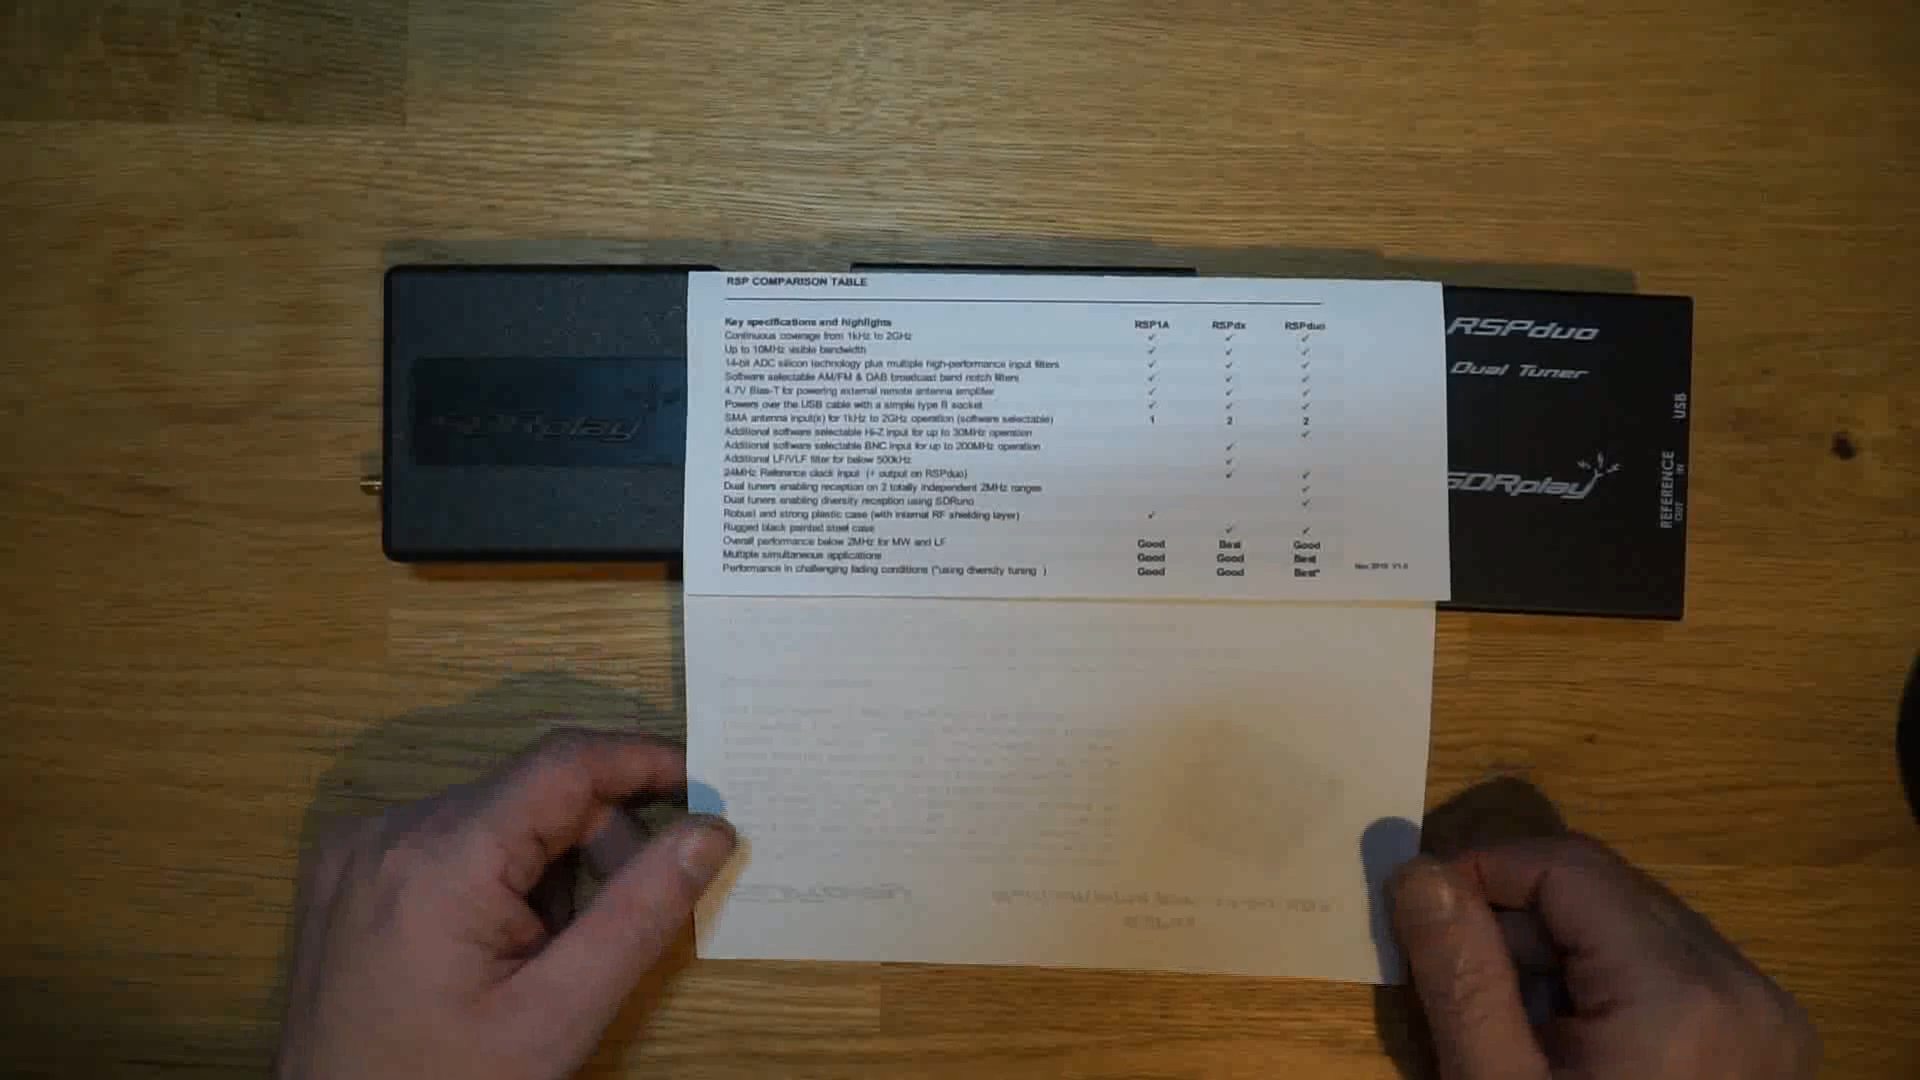 RSP COMPARISON TABLE
Key specifications and highlights RSP1A RSPdx RSPduo
Continuous coverage from 1kHz to 2GHz ✓ ✓ ✓
Up to 10MHz visible bandwidth ✓ ✓ ✓
14-bit ADC silicon technology plus multiple high-performance input filters ✓ ✓ ✓
Software selectable AM/FM & DAB broadcast band notch filters ✓ ✓ ✓
4.7V Bias-T for powering external remote antenna amplifier ✓ ✓ ✓
Powers over the USB cable with a simple type B socket ✓ ✓ ✓
SMA antenna input(s) for 1kHz to 2GHz operation (software selectable) 1 2 2
Additional software selectable Hi-Z input for up to 30MHz operation ✓
Additional software selectable BNC input for up to 200MHz operation ✓
Additional LF/VLF filter for below 500kHz ✓
24MHz Reference clock input (+ output on RSPduo) ✓ ✓
Dual tuners enabling reception on 2 totally independent 2MHz ranges ✓
Dual tuners enabling diversity reception using SDRuno ✓
Robust and strong plastic case (with internal RF shielding layer) ✓
Rugged black painted steel case ✓ ✓
Overall performance below 2MHz for MW and LF Good Best Good
Multiple simultaneous applications Good Good Best
Performance in challenging fading conditions (*using diversity tuning ) Good Good Best*
Nov 2019 V1.0
RSPduo
Dual Tuner
SDRplay
USB
REFERENCE
OUT IN
SDRplay